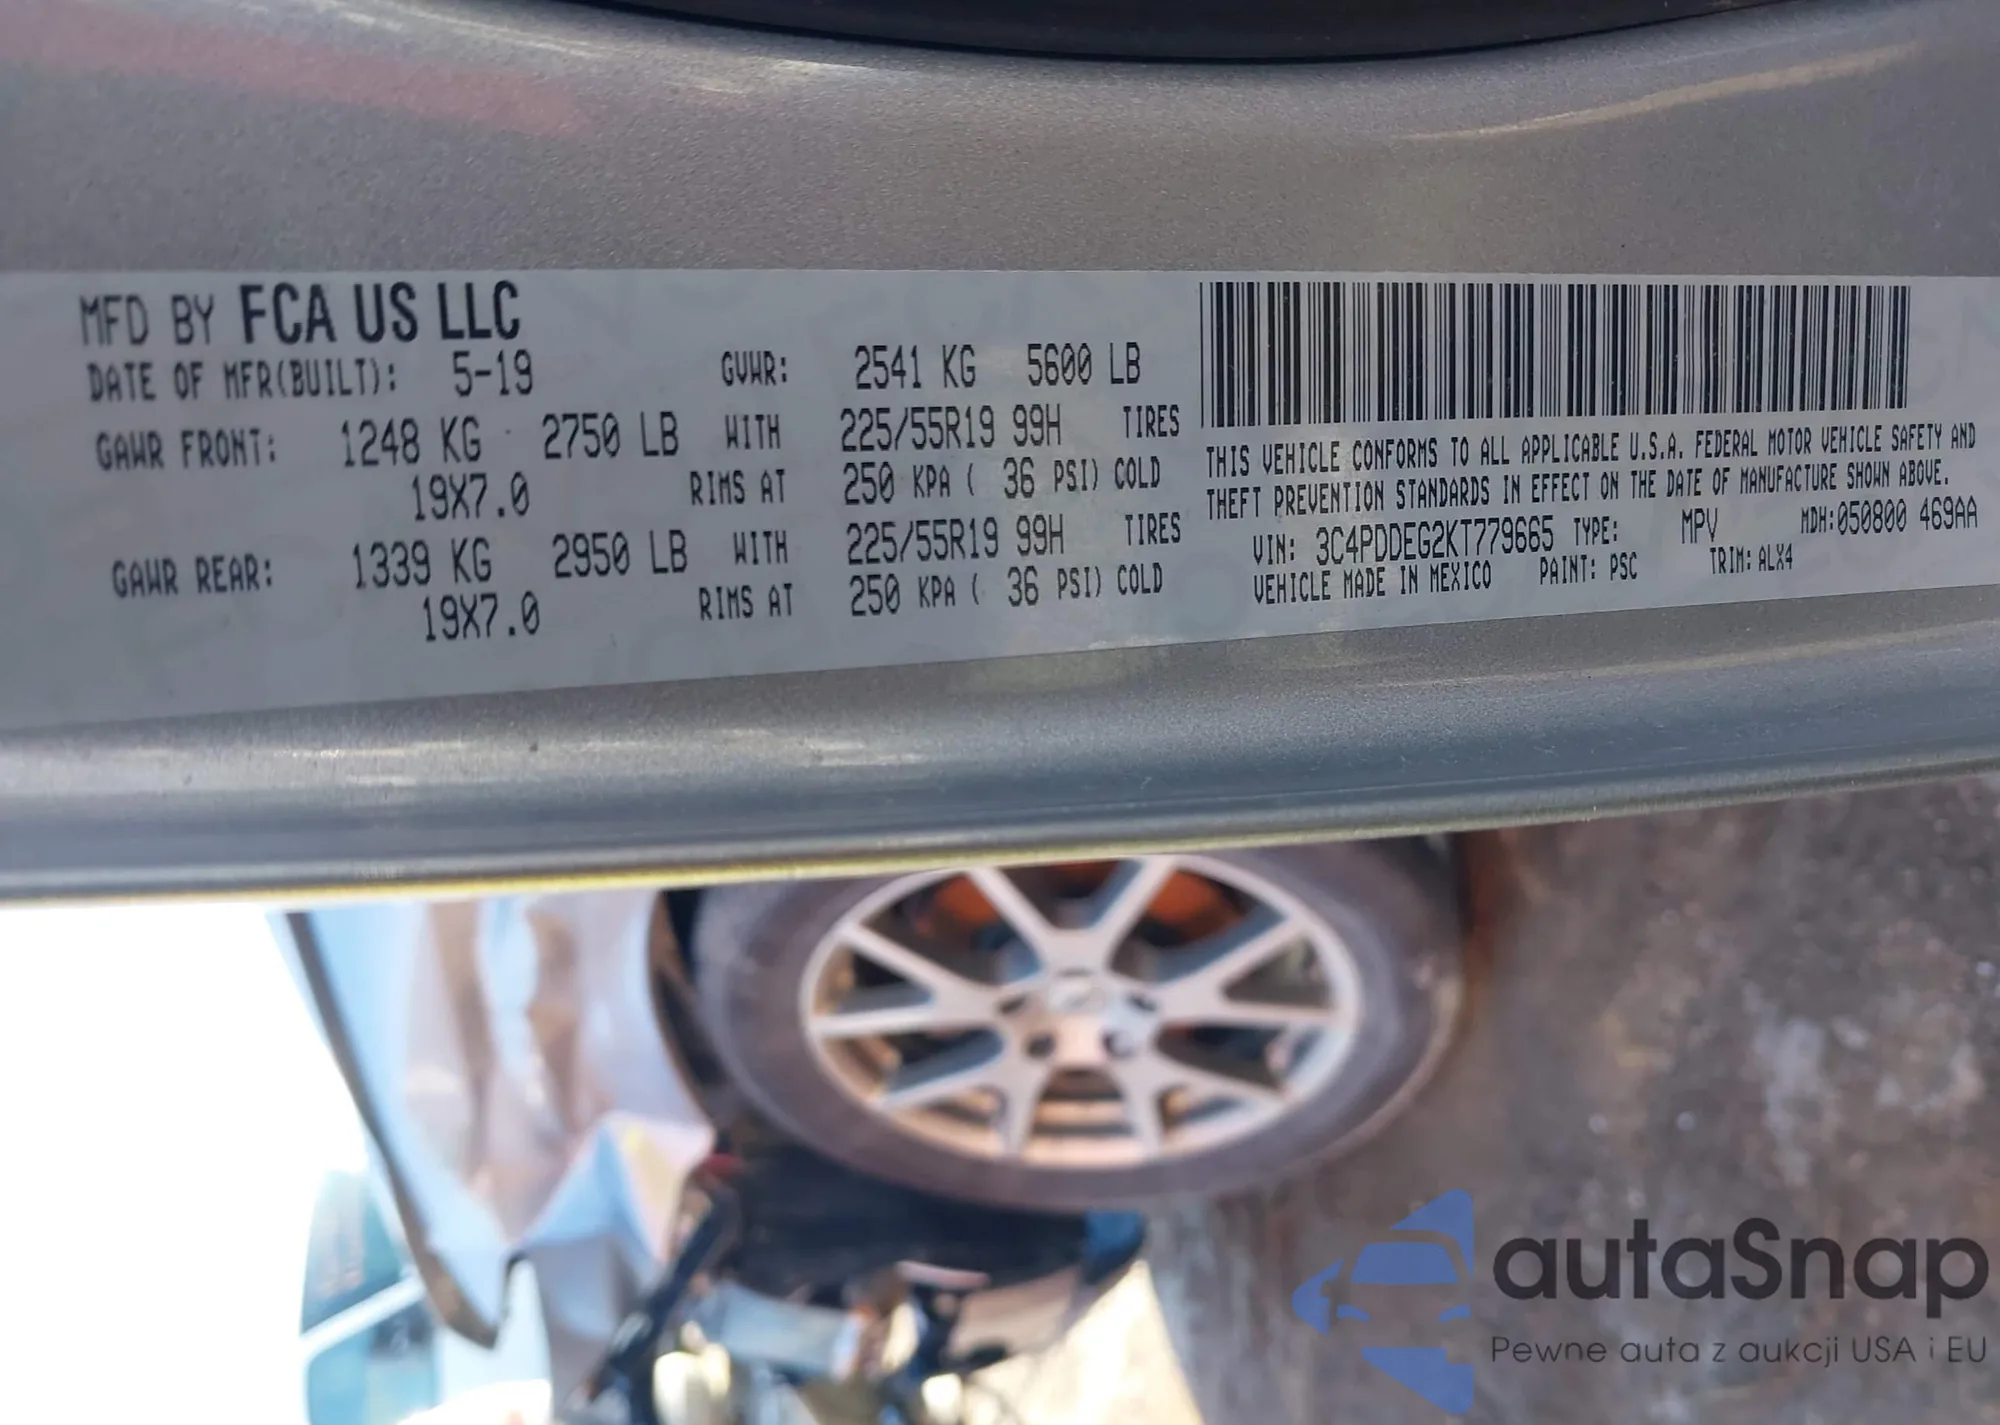 MFD BY FCA US LLC
DATE OF MFR(BUILT): 5-19 GVWR: 2541 KG 5600 LB
GAWR FRONT: 1248 KG 2750 LB WITH 225/55R19 99H TIRES
19X7.0 RIMS AT 250 KPA ( 36 PSI) COLD
GAWR REAR: 1339 KG 2950 LB WITH 225/55R19 99H TIRES
19X7.0 RIMS AT 250 KPA ( 36 PSI) COLD
THIS VEHICLE CONFORMS TO ALL APPLICABLE U.S.A. FEDERAL MOTOR VEHICLE SAFETY AND
THEFT PREVENTION STANDARDS IN EFFECT ON THE DATE OF MANUFACTURE SHOWN ABOVE.
VIN: 3C4PDDEG2KT779665 TYPE: MPV MDH:050800 469AA
VEHICLE MADE IN MEXICO PAINT: PSC TRIM: ALX4
autaSnap
Pewne auta z aukcji USA i EU